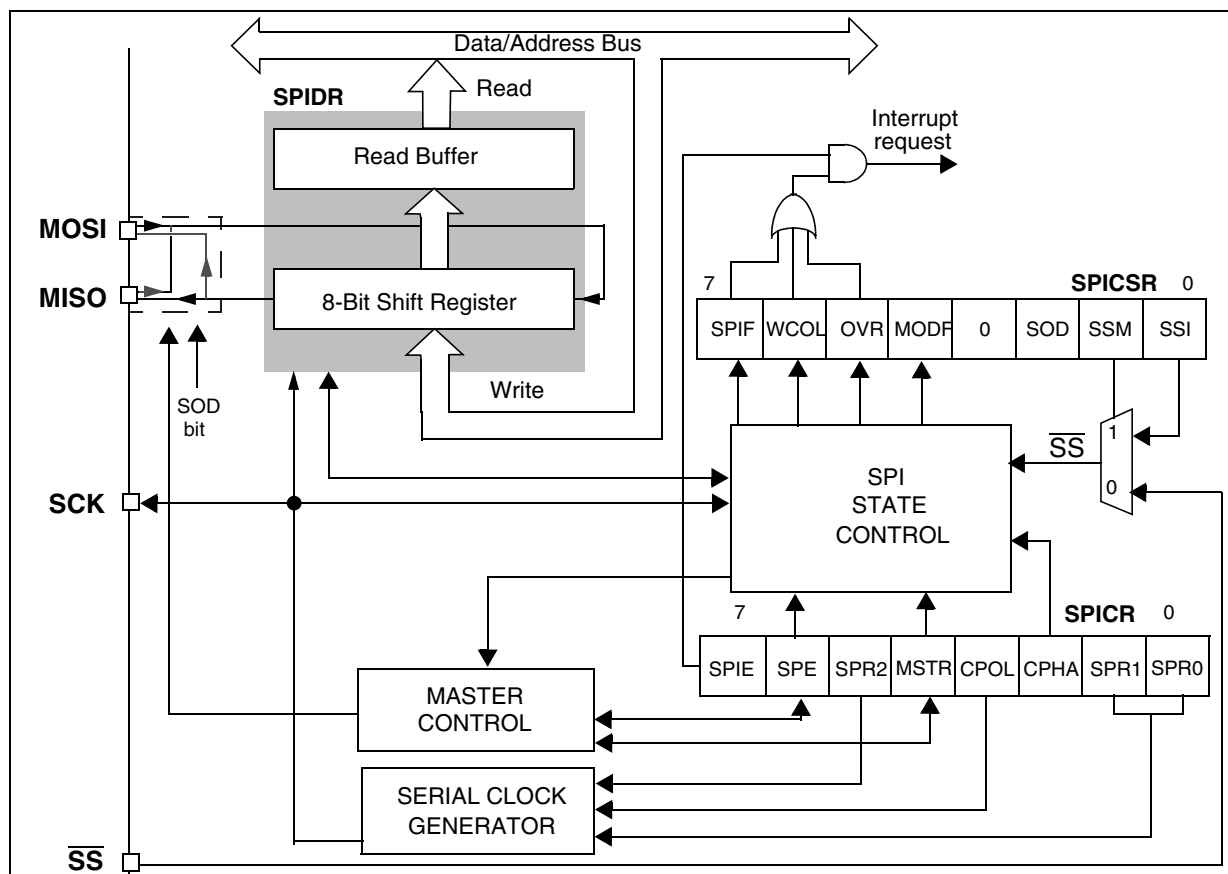 Data/Address Bus
SPIDR
Read
Read Buffer
Interrupt
request
MOSI
MISO
8-Bit Shift Register
7 SPICSR 0
SPIF WCOL OVR MODF 0 SOD SSM SSI
Write
SOD
bit
1
SS
0
SCK
SPI
STATE
CONTROL
7 SPICR 0
SPIE SPE SPR2 MSTR CPOL CPHA SPR1 SPR0
MASTER
CONTROL
SERIAL CLOCK
GENERATOR
SS